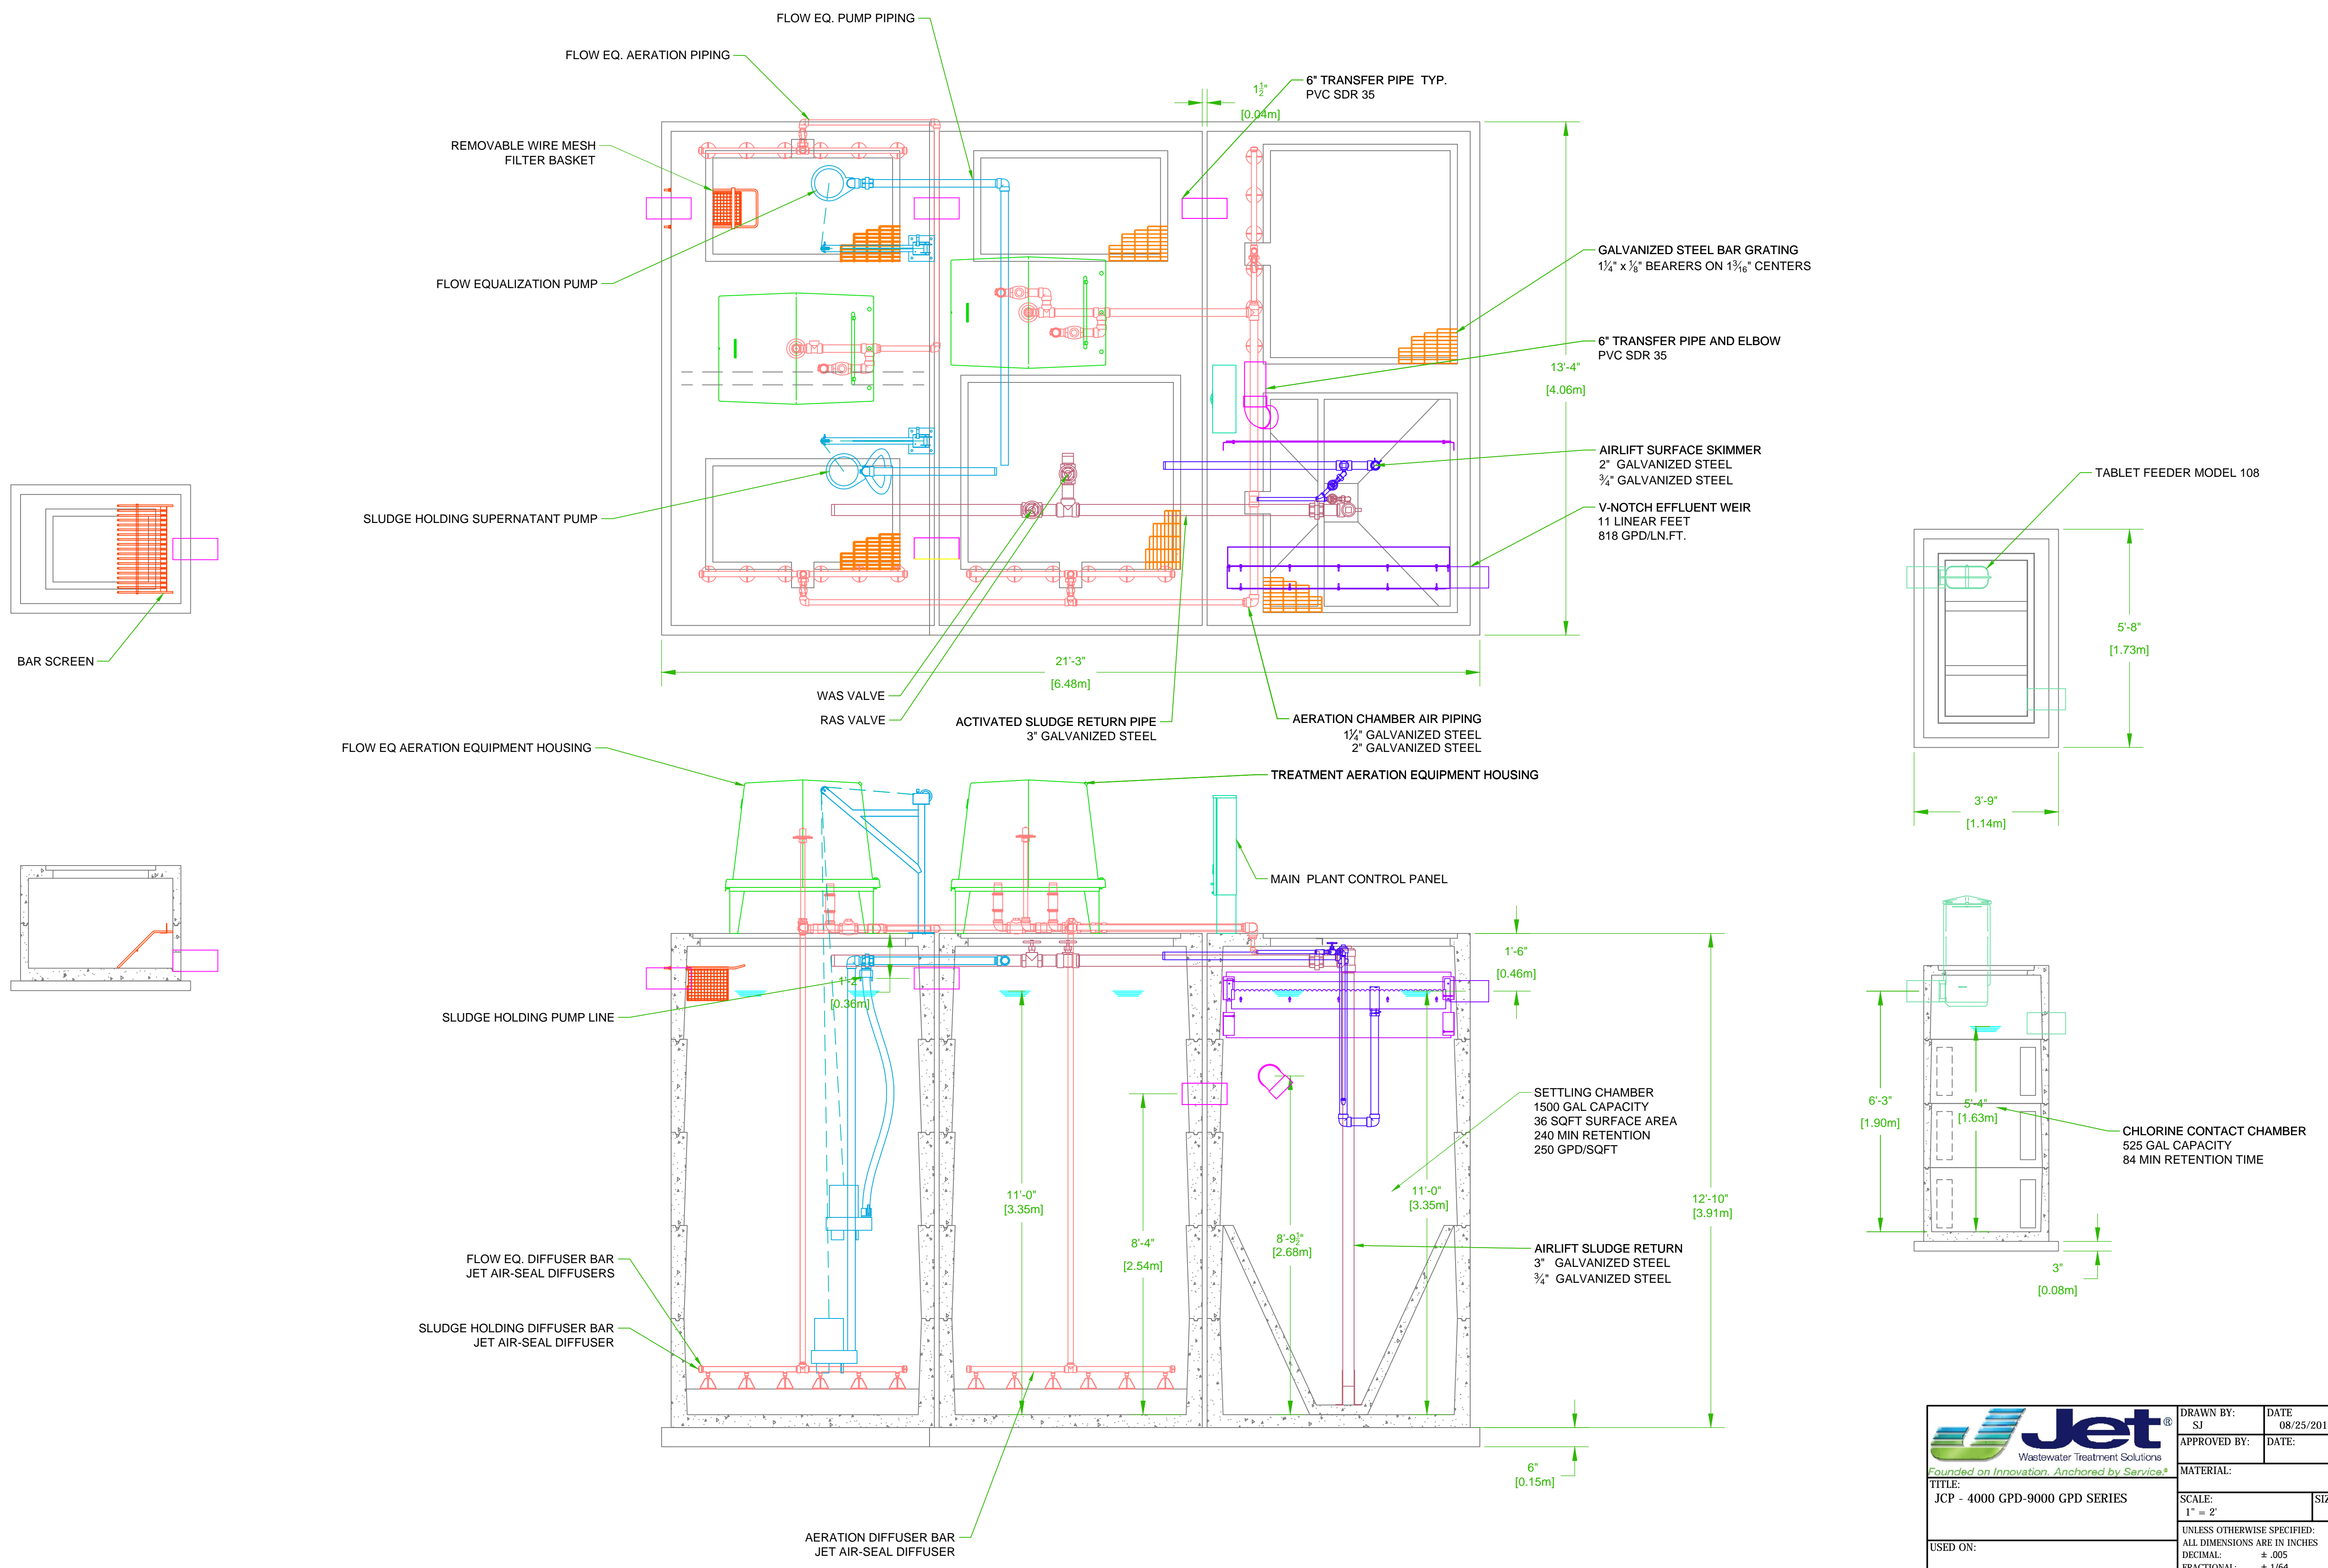 FLOW EQ. PUMP PIPING
FLOW EQ. AERATION PIPING
6" TRANSFER PIPE TYP.
PVC SDR 35
1½"
[0.04m]
REMOVABLE WIRE MESH
FILTER BASKET
FLOW EQUALIZATION PUMP
GALVANIZED STEEL BAR GRATING
1¼" x ⅛" BEARERS ON 1³⁄₁₆" CENTERS
6" TRANSFER PIPE AND ELBOW
PVC SDR 35
13'-4"
[4.06m]
AIRLIFT SURFACE SKIMMER
2" GALVANIZED STEEL
¾" GALVANIZED STEEL
TABLET FEEDER MODEL 108
SLUDGE HOLDING SUPERNATANT PUMP
V-NOTCH EFFLUENT WEIR
11 LINEAR FEET
818 GPD/LN.FT.
BAR SCREEN
5'-8"
[1.73m]
21'-3"
[6.48m]
WAS VALVE
RAS VALVE
ACTIVATED SLUDGE RETURN PIPE
3" GALVANIZED STEEL
AERATION CHAMBER AIR PIPING
1¼" GALVANIZED STEEL
2" GALVANIZED STEEL
FLOW EQ AERATION EQUIPMENT HOUSING
TREATMENT AERATION EQUIPMENT HOUSING
3'-9"
[1.14m]
MAIN PLANT CONTROL PANEL
1'-6"
[0.46m]
1'-2"
[0.36m]
SLUDGE HOLDING PUMP LINE
SETTLING CHAMBER
1500 GAL CAPACITY
36 SQFT SURFACE AREA
240 MIN RETENTION
250 GPD/SQFT
6'-3"
[1.90m]
5'-4"
[1.63m]
CHLORINE CONTACT CHAMBER
525 GAL CAPACITY
84 MIN RETENTION TIME
11'-0"
[3.35m]
11'-0"
[3.35m]
12'-10"
[3.91m]
8'-4"
[2.54m]
8'-9½"
[2.68m]
FLOW EQ. DIFFUSER BAR
JET AIR-SEAL DIFFUSERS
AIRLIFT SLUDGE RETURN
3" GALVANIZED STEEL
¾" GALVANIZED STEEL
3"
[0.08m]
SLUDGE HOLDING DIFFUSER BAR
JET AIR-SEAL DIFFUSER
6"
[0.15m]
AERATION DIFFUSER BAR
JET AIR-SEAL DIFFUSER
Jet®
Wastewater Treatment Solutions
Founded on Innovation. Anchored by Service.®
DRAWN BY:
SJ
DATE
08/25/201
APPROVED BY:
DATE:
MATERIAL:
TITLE:
JCP - 4000 GPD-9000 GPD SERIES
SCALE:
1" = 2'
SIZ
UNLESS OTHERWISE SPECIFIED:
ALL DIMENSIONS ARE IN INCHES
DECIMAL: ± .005
FRACTIONAL: ± 1/64
USED ON: